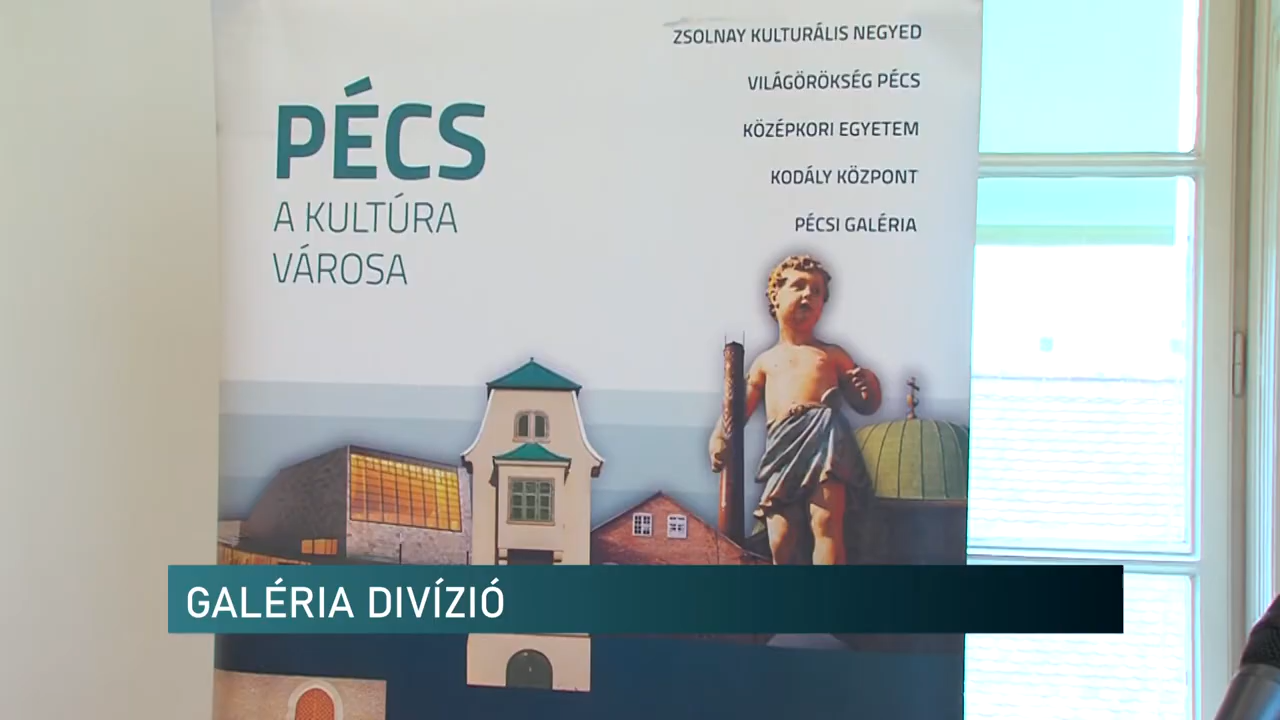 PÉCS
A KULTÚRA
VÁROSA
ZSOLNAY KULTURÁLIS NEGYED
VILÁGÖRÖKSÉG PÉCS
KÖZÉPKORI EGYETEM
KODÁLY KÖZPONT
PÉCSI GALÉRIA
GALÉRIA DIVÍZIÓ